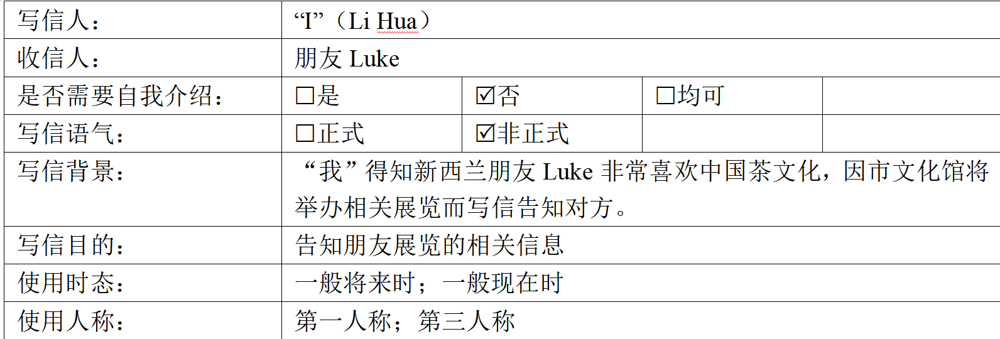 写信人： “I”（Li Hua）
收信人： 朋友 Luke
是否需要自我介绍： ☐是 ☑否 ☐均可
写信语气： ☐正式 ☑非正式
写信背景： “我”得知新西兰朋友 Luke 非常喜欢中国茶文化，因市文化馆将
举办相关展览而写信告知对方。
写信目的： 告知朋友展览的相关信息
使用时态： 一般将来时；一般现在时
使用人称： 第一人称；第三人称